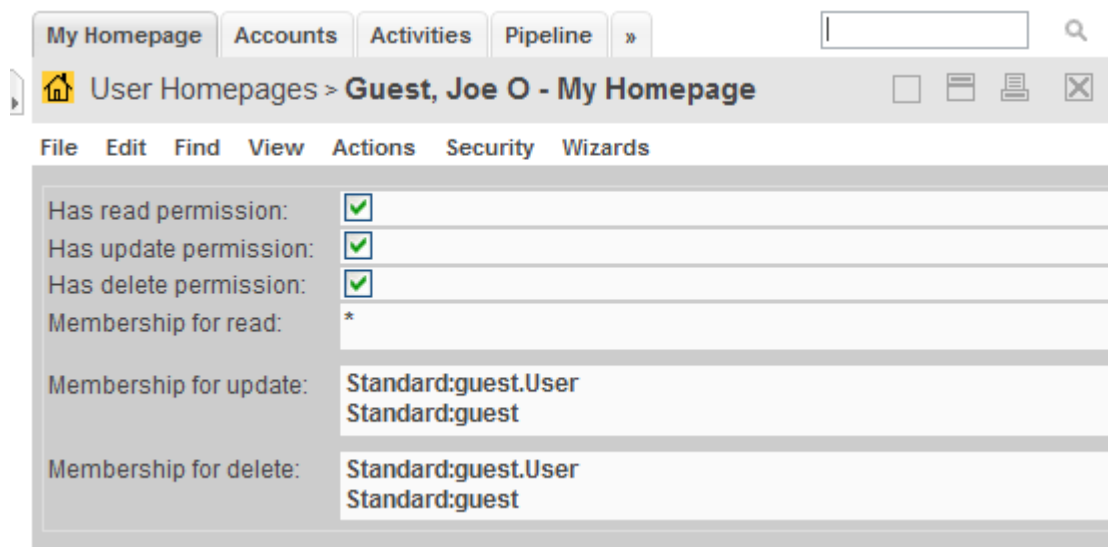 My Homepage Accounts Activities Pipeline »
User Homepages > Guest, Joe O - My Homepage
File Edit Find View Actions Security Wizards
Has read permission:
Has update permission:
Has delete permission:
Membership for read: *
Membership for update: Standard:guest.User
Standard:guest
Membership for delete: Standard:guest.User
Standard:guest